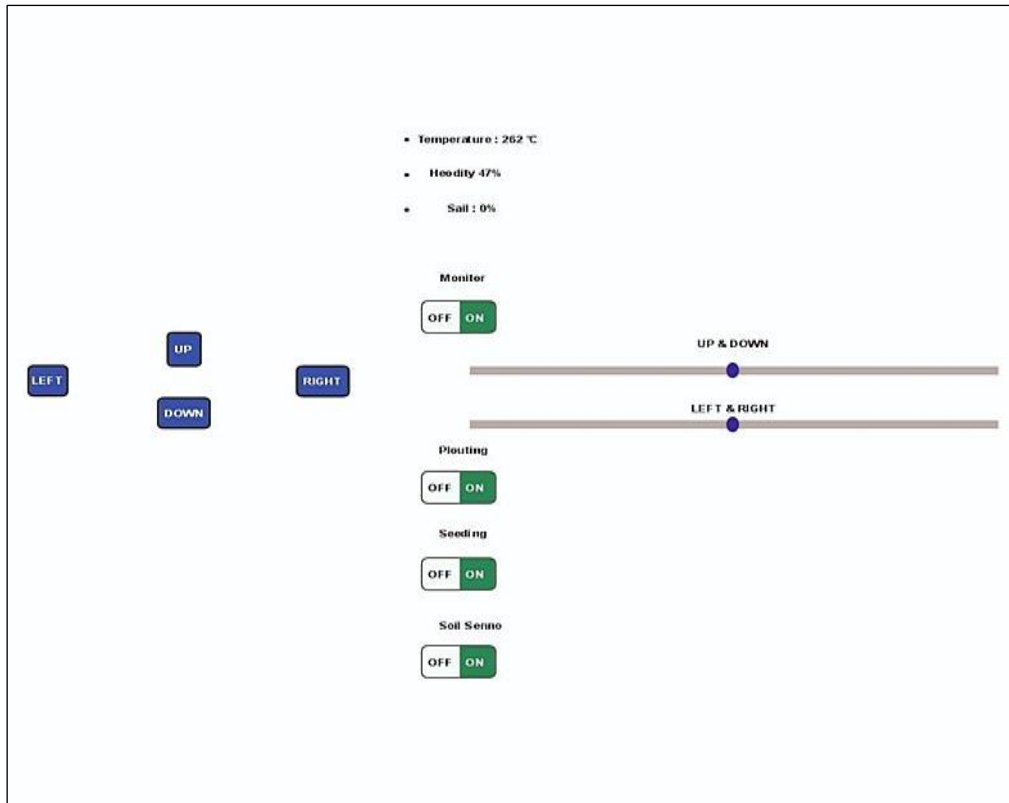 Temperature : 262 ℃
Heodity 47%
Sail : 0%
Monitor
OFF ON
UP
LEFT
RIGHT
DOWN
UP & DOWN
LEFT & RIGHT
Plouting
OFF ON
Seeding
OFF ON
Soil Senno
OFF ON